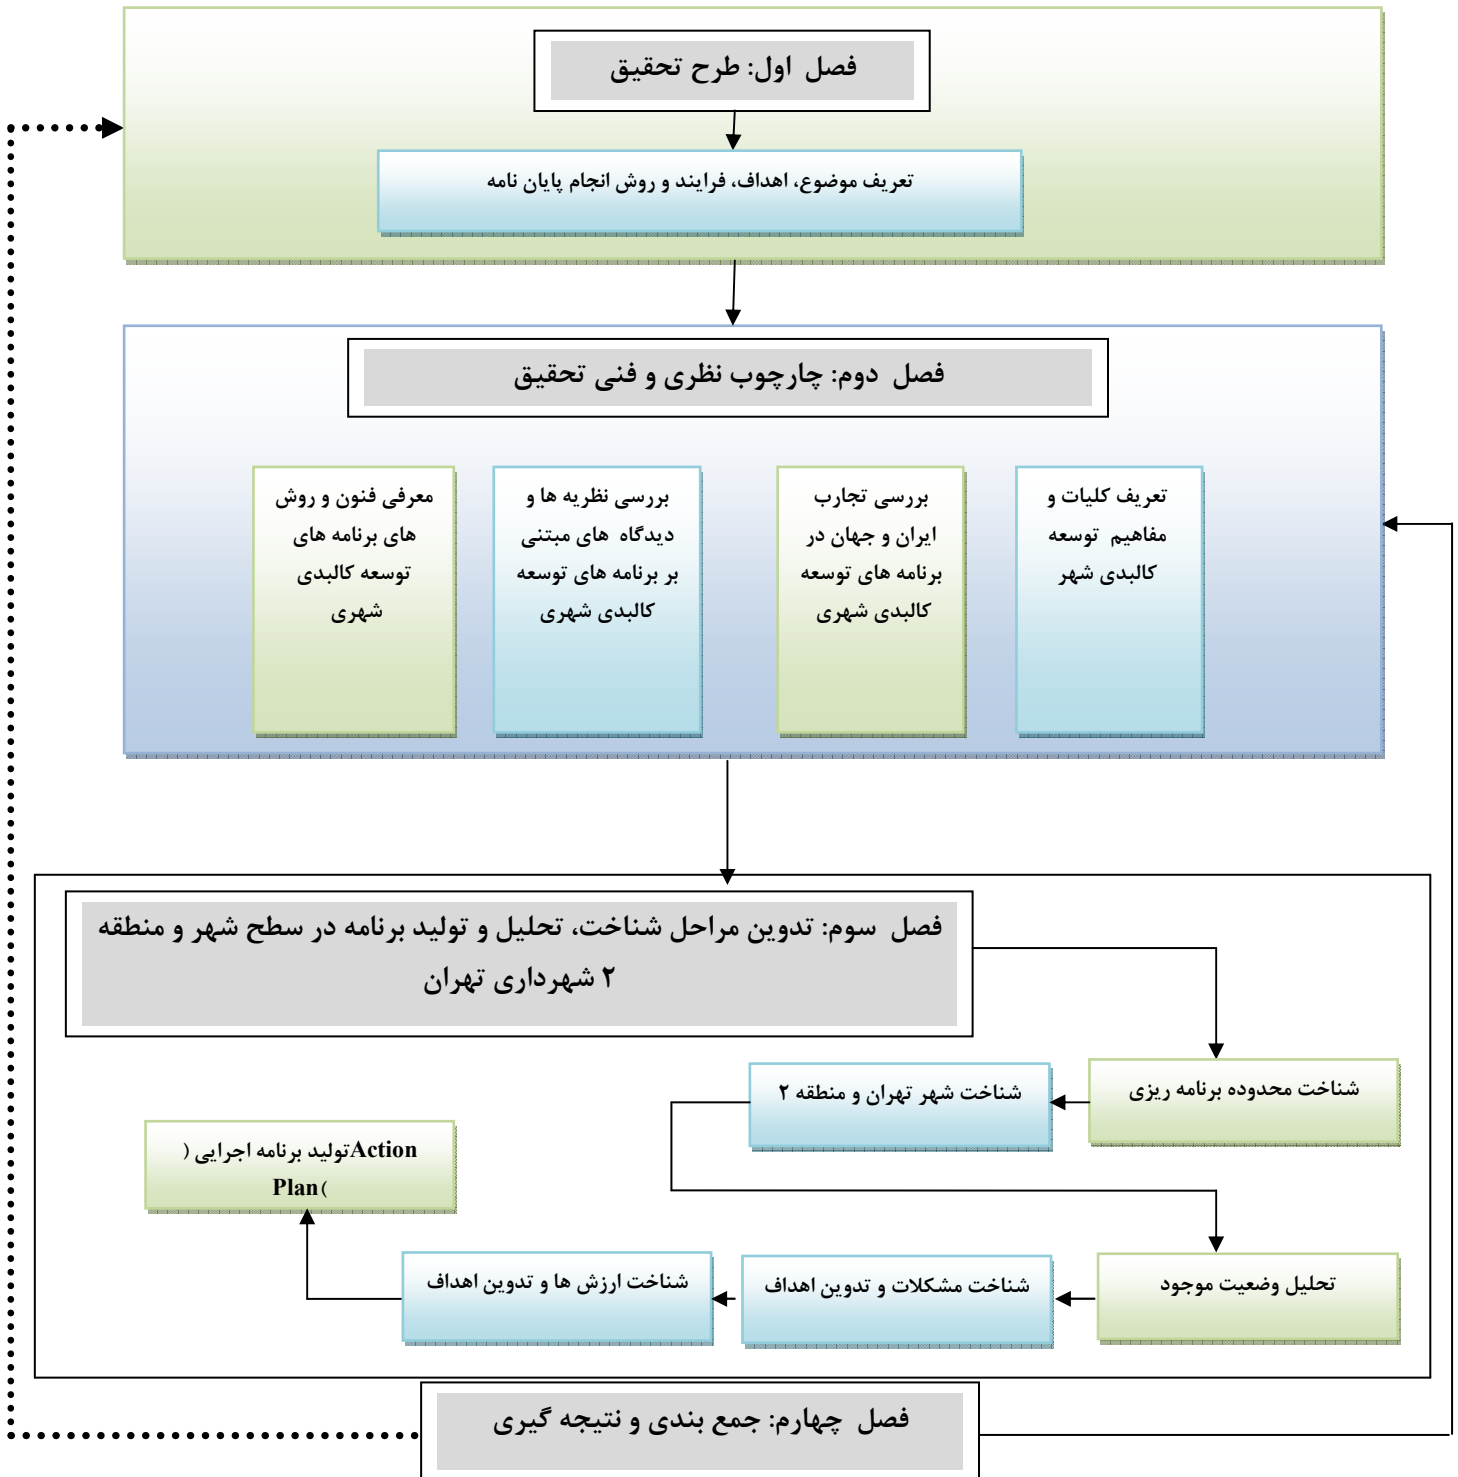 فصل اول: طرح تحقیق
تعریف موضوع، اهداف، فرایند و روش انجام پایان نامه
فصل دوم: چارچوب نظری و فنی تحقیق
تعریف کلیات و
مفاهیم توسعه
کالبدی شهر
بررسی تجارب
ایران و جهان در
برنامه های توسعه
کالبدی شهری
بررسی نظریه ها و
دیدگاه های مبتنی
بر برنامه های توسعه
کالبدی شهری
معرفی فنون و روش
های برنامه های
توسعه کالبدی
شهری
فصل سوم: تدوین مراحل شناخت، تحلیل و تولید برنامه در سطح شهر و منطقه
۲ شهرداری تهران
شناخت محدوده برنامه ریزی
شناخت شهر تهران و منطقه ۲
تحلیل وضعیت موجود
شناخت مشکلات و تدوین اهداف
شناخت ارزش ها و تدوین اهداف
Actionتولید برنامه اجرایی (
Plan)
فصل چهارم: جمع بندی و نتیجه گیری